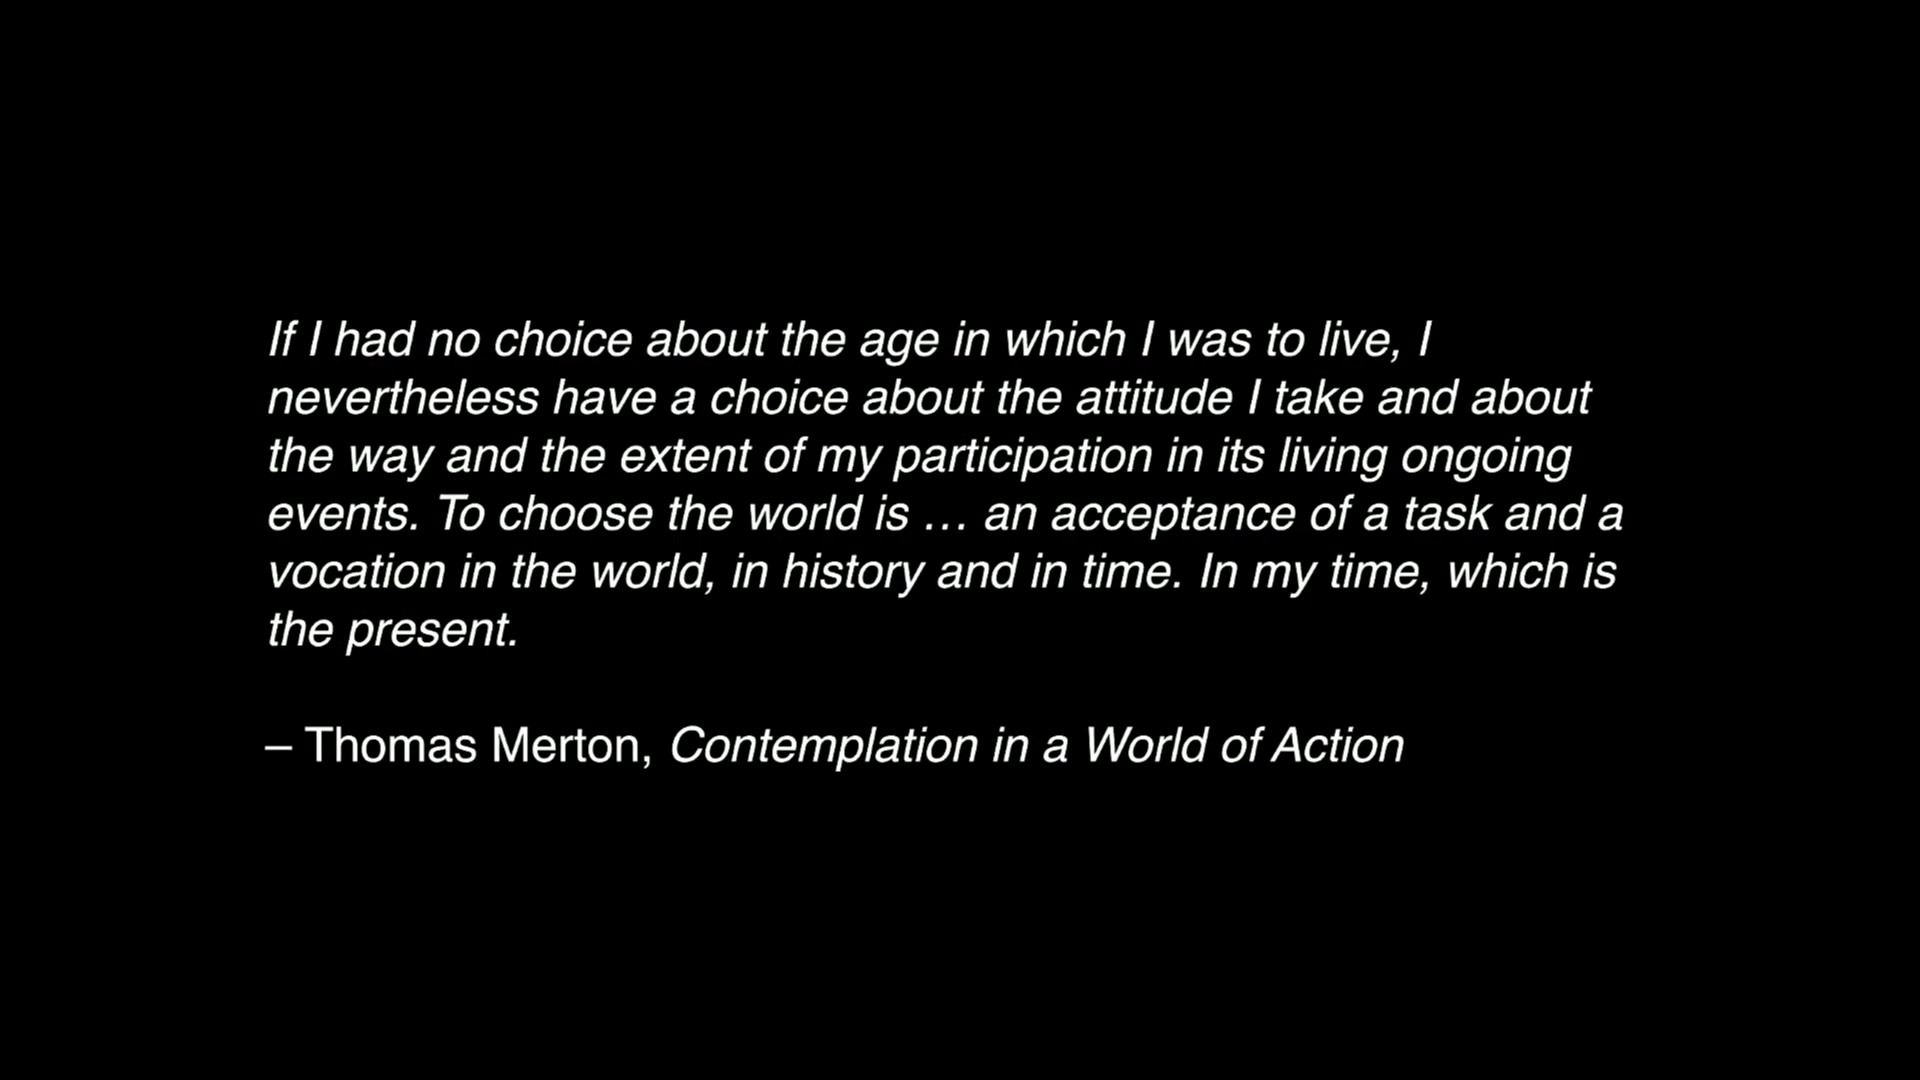 If I had no choice about the age in which I was to live, I
nevertheless have a choice about the attitude I take and about
the way and the extent of my participation in its living ongoing
events. To choose the world is … an acceptance of a task and a
vocation in the world, in history and in time. In my time, which is
the present.
– Thomas Merton, Contemplation in a World of Action